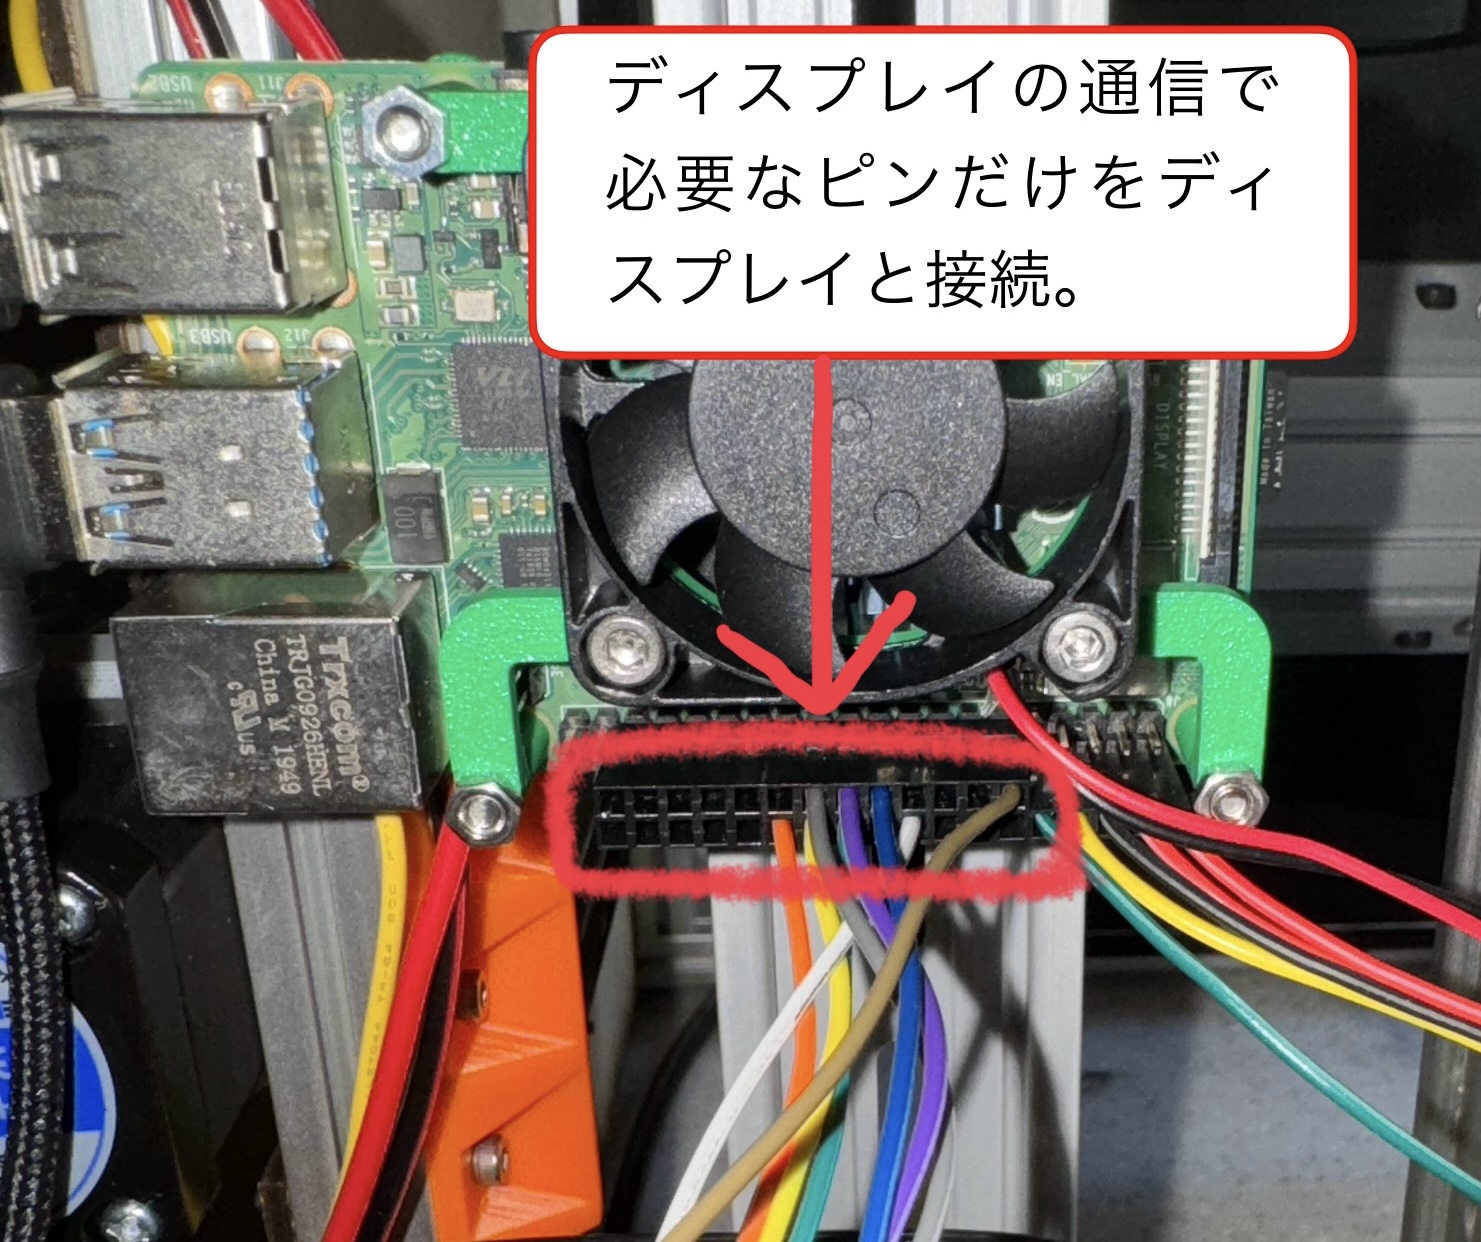 ディスプレイの通信で
必要なピンだけをディ
スプレイと接続。
USB2
J11
USB3
J12
VIA
001
DISPLAY
Trxcom®
TRJG0926HENL
China M 1949
us